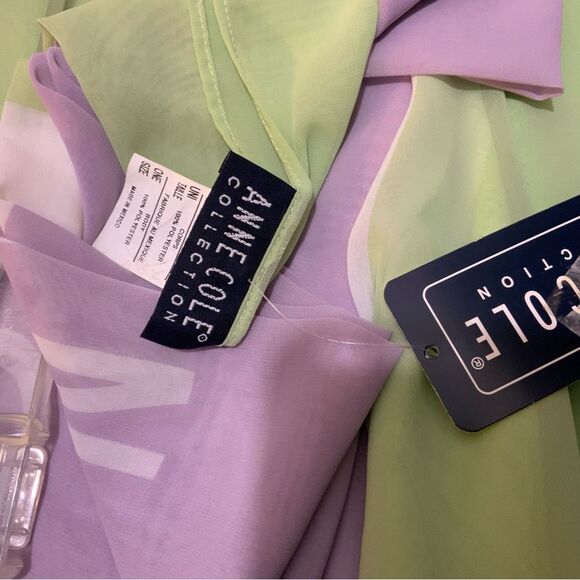 ANNE COLE
COLLECTION
UNI
TAILLE
CORPS
100% POLYESTER
FABRIQUE AU MEXIQUE
ONE
SIZE
BODY
100% POLYESTER
MADE IN MEXICO
COLE
CTION
®